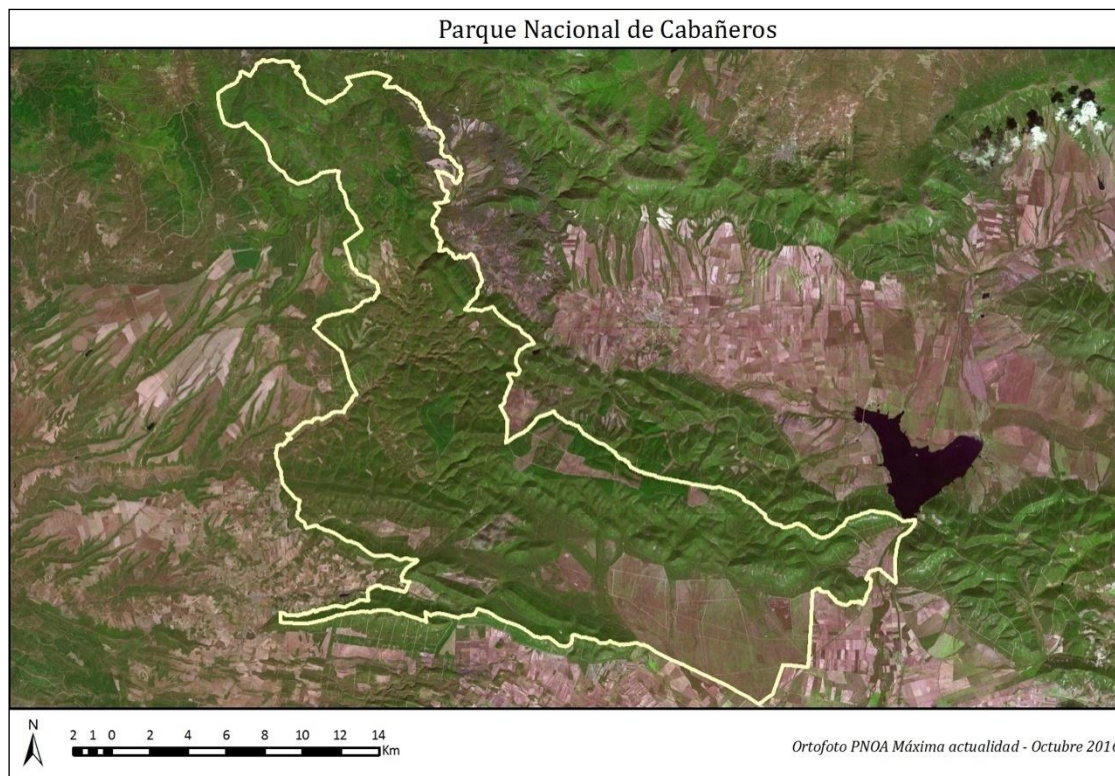 Parque Nacional de Cabañeros
N
2 1 0 2 4 6 8 10 12 14
Km
Ortofoto PNOA Máxima actualidad - Octubre 2016